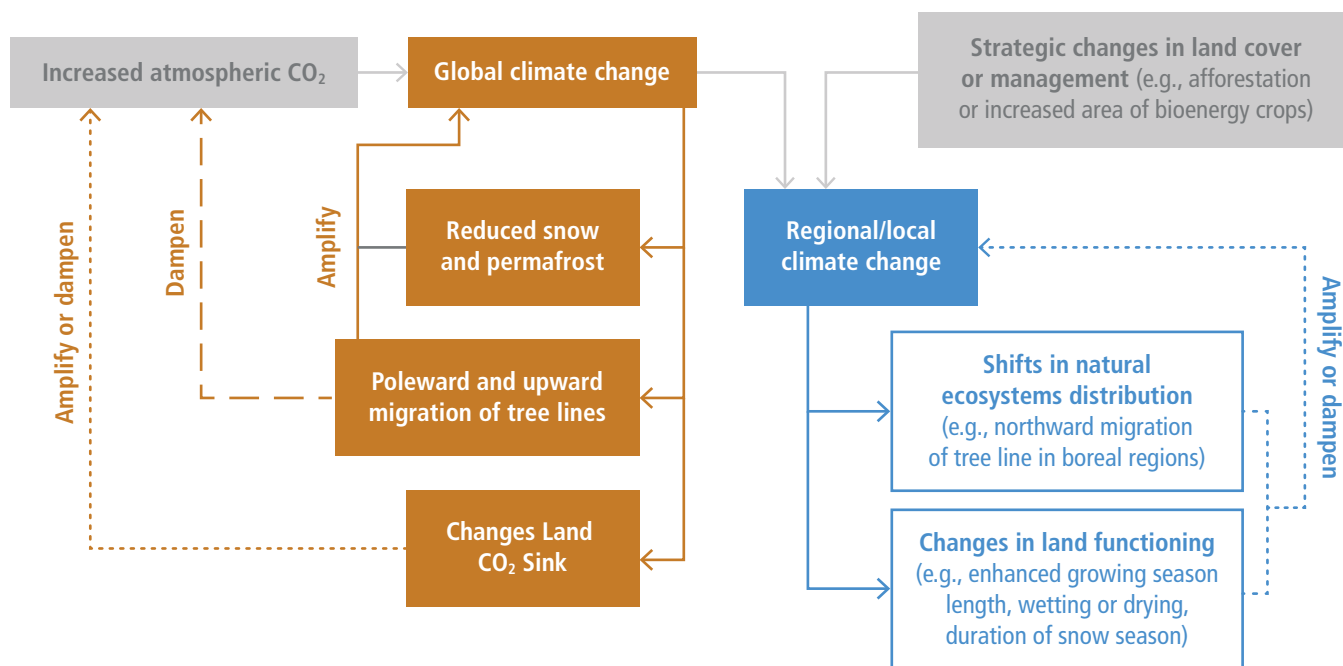 Increased atmospheric CO₂
Global climate change
Strategic changes in land cover
or management (e.g., afforestation
or increased area of bioenergy crops)
Amplify or dampen
Dampen
Amplify
Reduced snow
and permafrost
Poleward and upward
migration of tree lines
Changes Land
CO₂ Sink
Regional/local
climate change
Shifts in natural
ecosystems distribution
(e.g., northward migration
of tree line in boreal regions)
Changes in land functioning
(e.g., enhanced growing season
length, wetting or drying,
duration of snow season)
Amplify or dampen